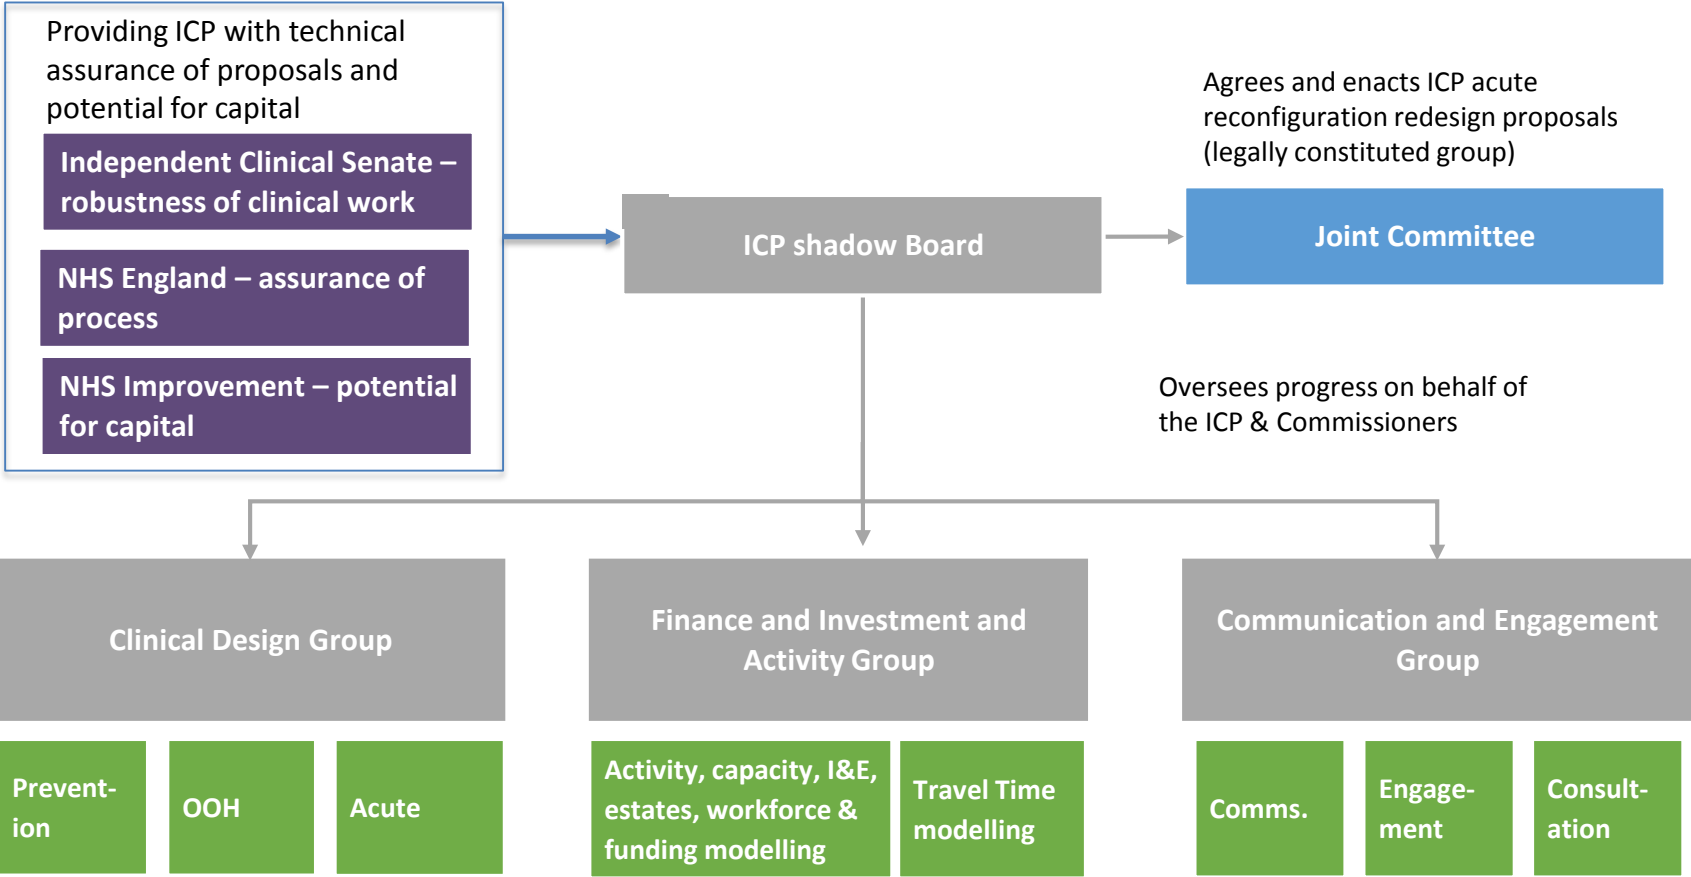 Providing ICP with technical
assurance of proposals and
potential for capital
Independent Clinical Senate –
robustness of clinical work
NHS England – assurance of
process
NHS Improvement – potential
for capital
ICP shadow Board
Agrees and enacts ICP acute
reconfiguration redesign proposals
(legally constituted group)
Joint Committee
Oversees progress on behalf of
the ICP & Commissioners
Clinical Design Group
Finance and Investment and
Activity Group
Communication and Engagement
Group
Prevent-
ion
OOH
Acute
Activity, capacity, I&E,
estates, workforce &
funding modelling
Travel Time
modelling
Comms.
Engage-
ment
Consult-
ation